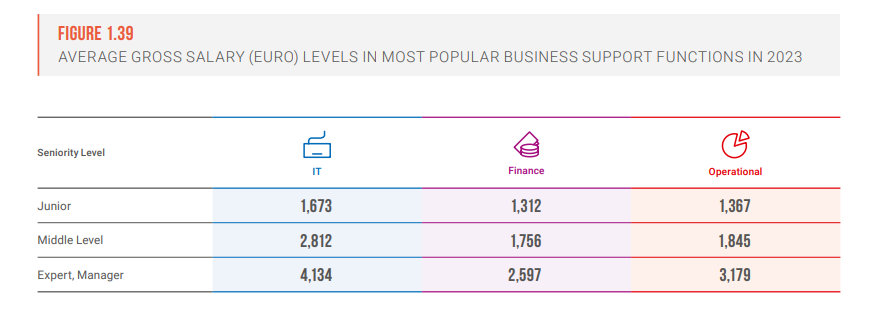 FIGURE 1.39
AVERAGE GROSS SALARY (EURO) LEVELS IN MOST POPULAR BUSINESS SUPPORT FUNCTIONS IN 2023
Seniority Level IT Finance Operational
Junior 1,673 1,312 1,367
Middle Level 2,812 1,756 1,845
Expert, Manager 4,134 2,597 3,179